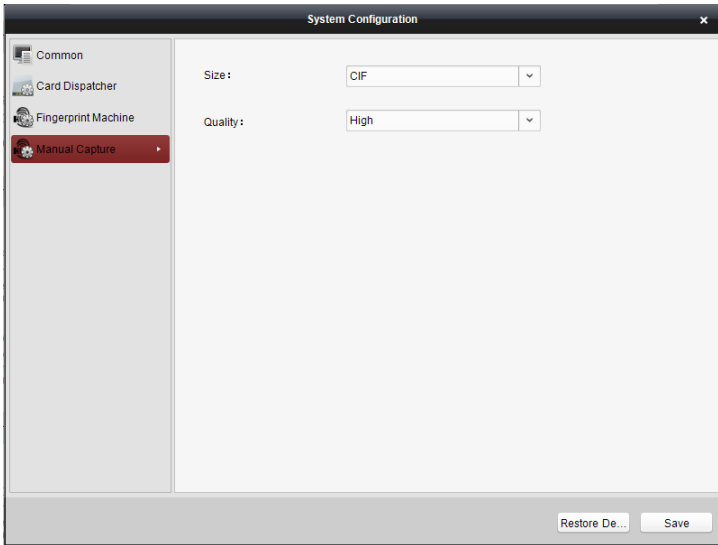 System Configuration
Common
Card Dispatcher
Fingerprint Machine
Manual Capture
Size:
CIF
Quality:
High
Restore De...
Save